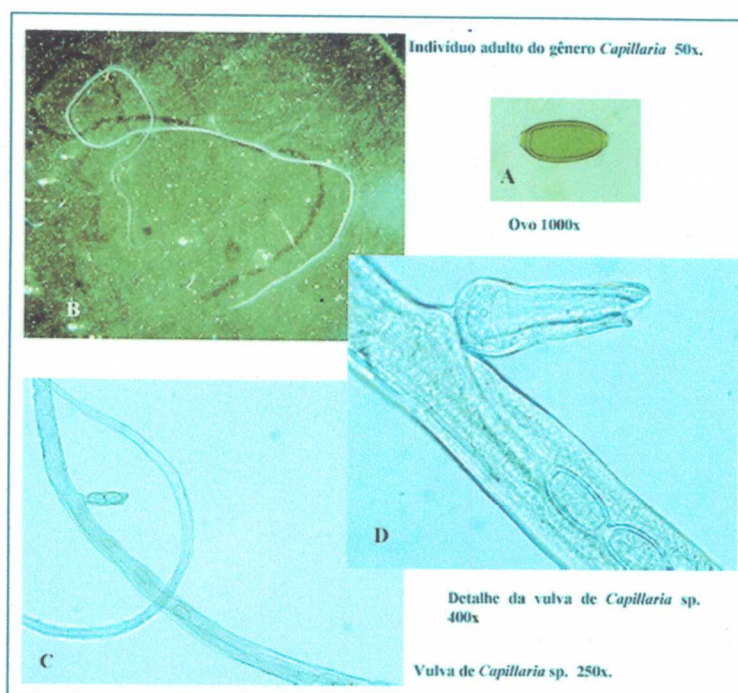 Indivíduo adulto do gênero Capillaria 50x.
A
Ovo 1000x
B
D
C
Detalhe da vulva de Capillaria sp.
400x
Vulva de Capillaria sp. 250x.